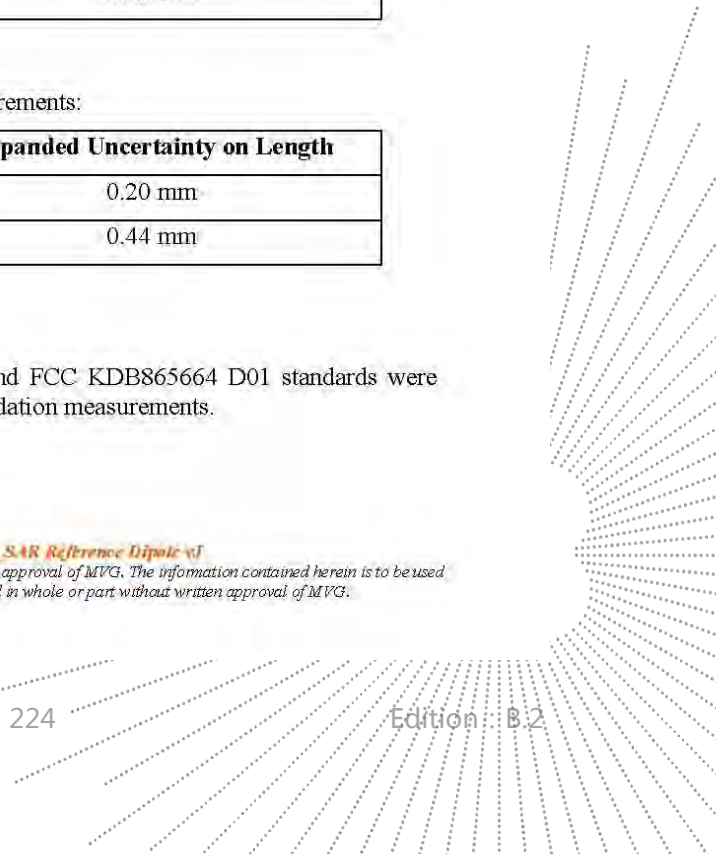 rements:
panded Uncertainty on Length
0.20 mm
0.44 mm
nd FCC KDB865664 D01 standards were
dation measurements.
SAR Reference Dipole vJ
approval of MVG. The information contained herein is to be used
in whole or part without written approval of MVG.
224
Edition : B.2